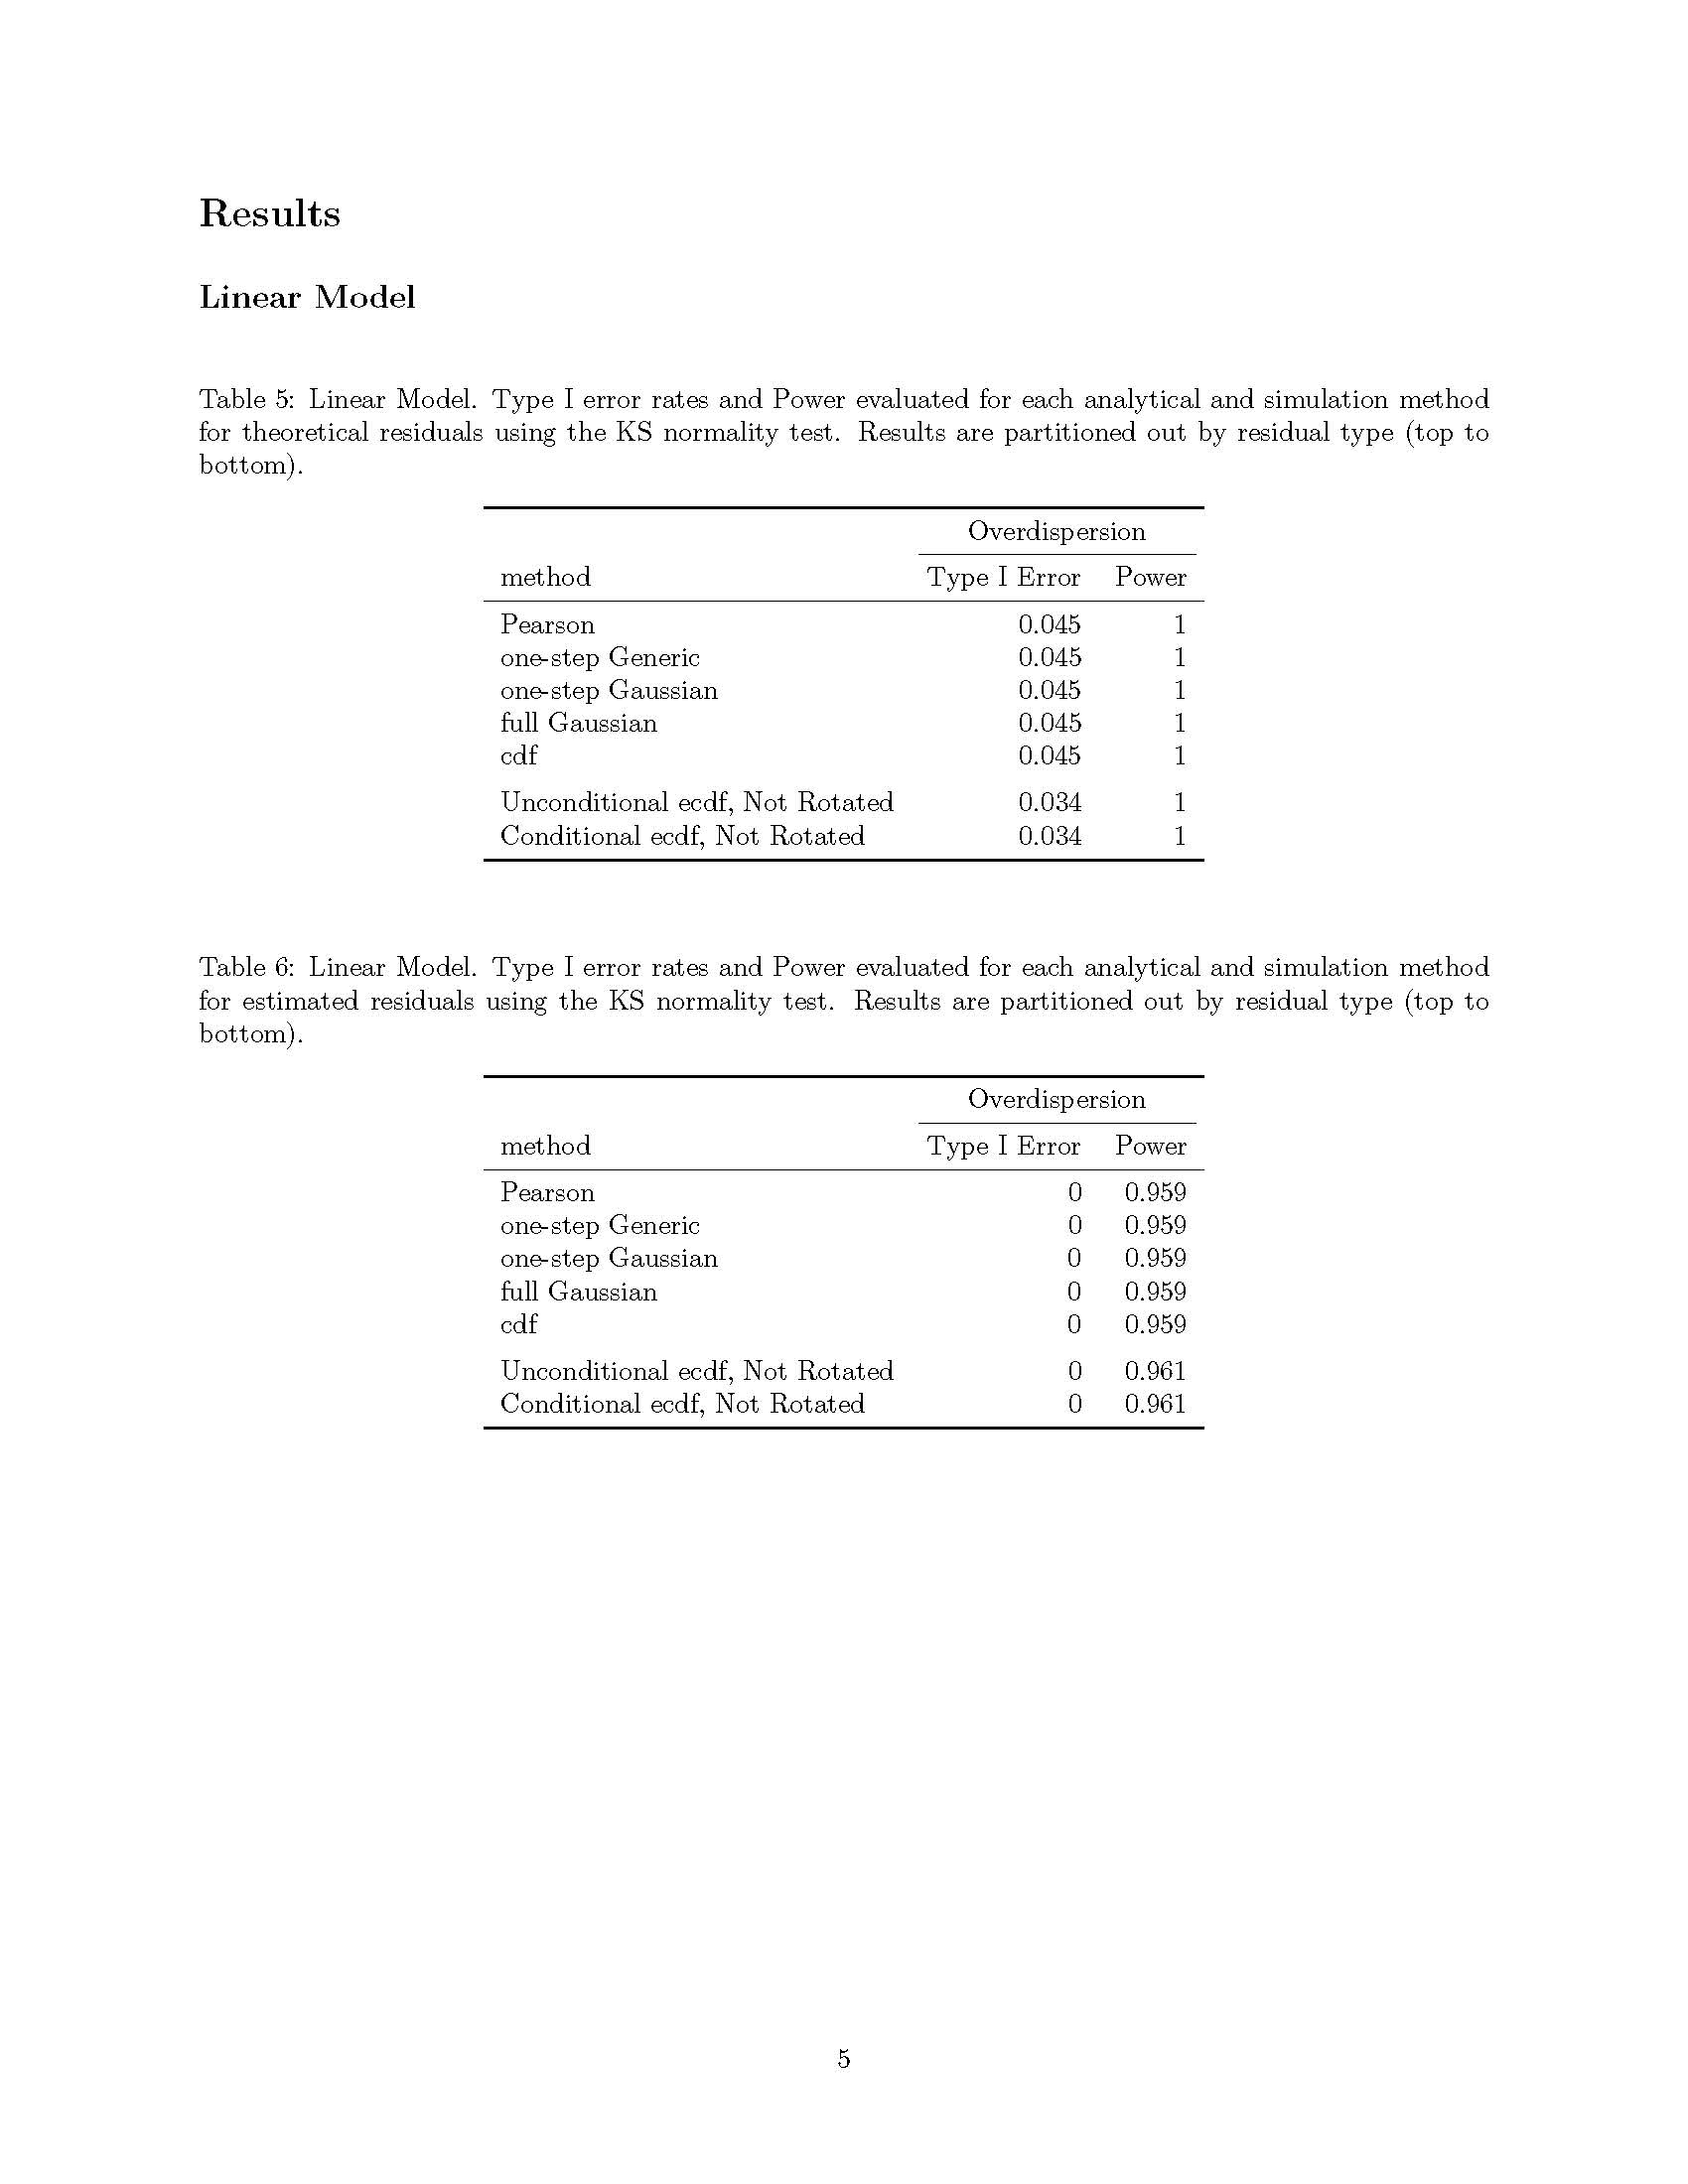 Results
Linear Model
Table 5: Linear Model. Type I error rates and Power evaluated for each analytical and simulation method
for theoretical residuals using the KS normality test. Results are partitioned out by residual type (top to
bottom).
Overdispersion
method Type I Error Power
Pearson 0.045 1
one-step Generic 0.045 1
one-step Gaussian 0.045 1
full Gaussian 0.045 1
cdf 0.045 1
Unconditional ecdf, Not Rotated 0.034 1
Conditional ecdf, Not Rotated 0.034 1
Table 6: Linear Model. Type I error rates and Power evaluated for each analytical and simulation method
for estimated residuals using the KS normality test. Results are partitioned out by residual type (top to
bottom).
Overdispersion
method Type I Error Power
Pearson 0 0.959
one-step Generic 0 0.959
one-step Gaussian 0 0.959
full Gaussian 0 0.959
cdf 0 0.959
Unconditional ecdf, Not Rotated 0 0.961
Conditional ecdf, Not Rotated 0 0.961
5